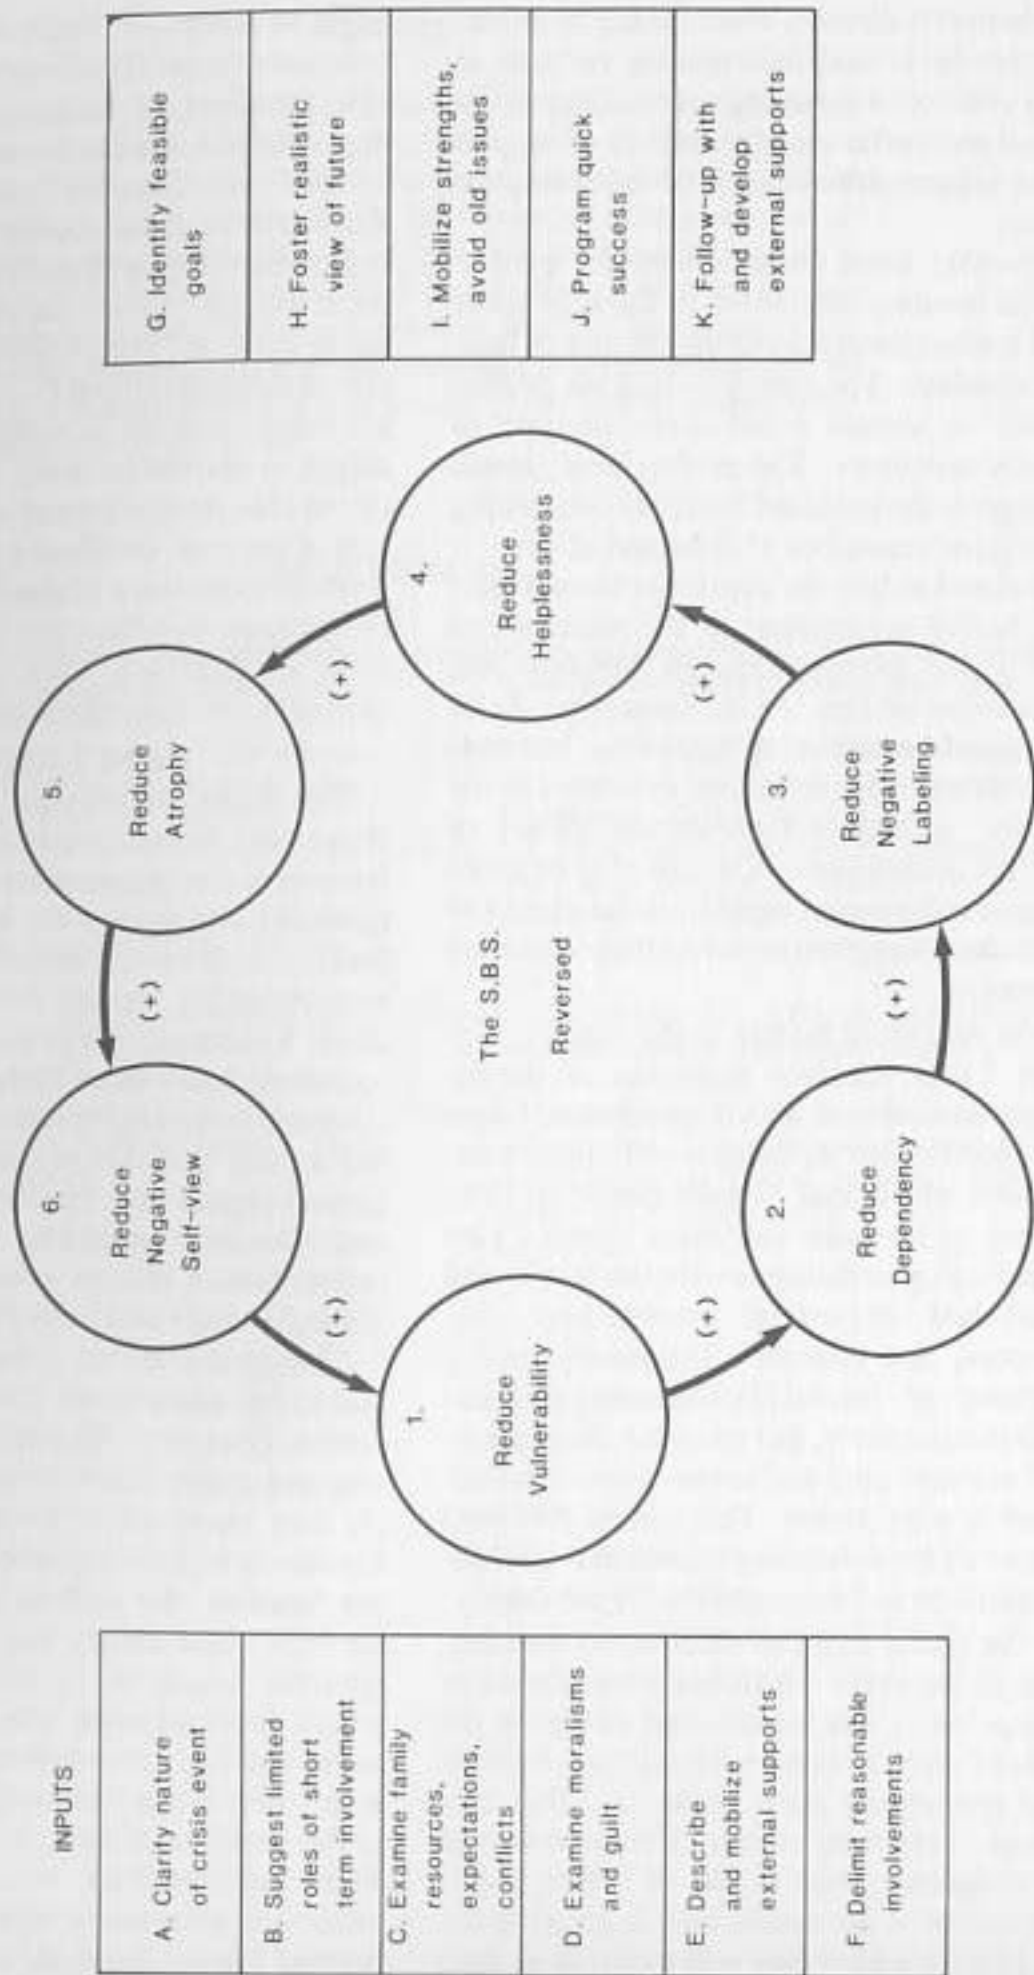 INPUTS
A. Clarify nature
of crisis event
B. Suggest limited
roles of short
term involvement
C. Examine family
resources,
expectations,
conflicts
D. Examine moralisms
and guilt
E. Describe
and mobilize
external supports
F. Delimit reasonable
involvements
1.
Reduce
Vulnerability
(+)
2.
Reduce
Dependency
(+)
3.
Reduce
Negative
Labeling
(+)
4.
Reduce
Helplessness
(+)
5.
Reduce
Atrophy
(+)
6.
Reduce
Negative
Self-view
(+)
The S.B.S.
Reversed
G. Identify feasible
goals
H. Foster realistic
view of future
I. Mobilize strengths,
avoid old issues
J. Program quick
success
K. Follow-up with
and develop
external supports